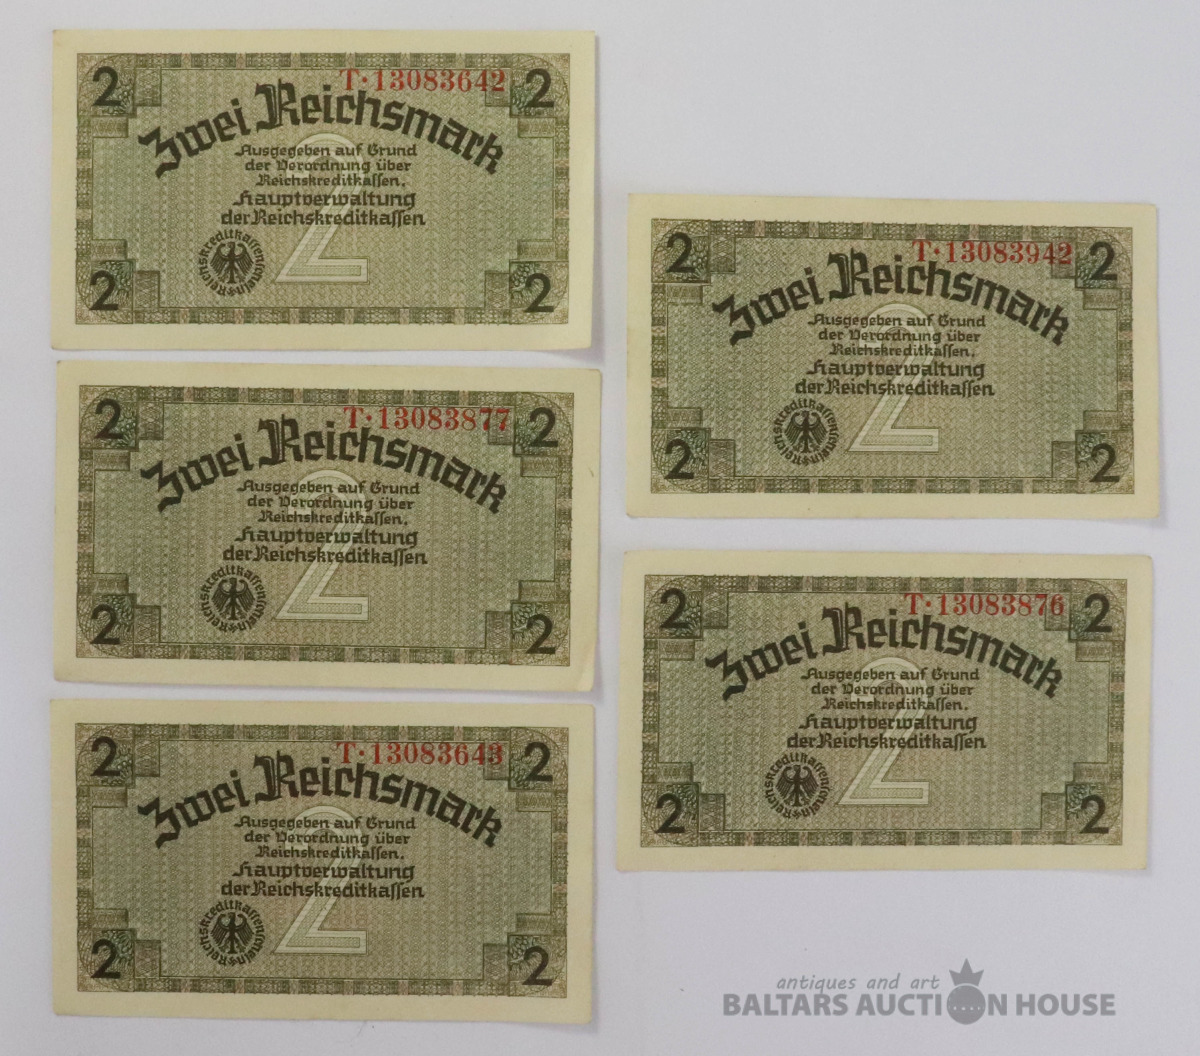 T·13083642
2 2
Zwei Reichsmark
Ausgegeben auf Grund
der Verordnung über
Reichskreditkaſſen.
Hauptverwaltung
der Reichskreditkaſſen
2 2
T·13083877
2 2
Zwei Reichsmark
Ausgegeben auf Grund
der Verordnung über
Reichskreditkaſſen.
Hauptverwaltung
der Reichskreditkaſſen
2 2
T·13083643
2 2
Zwei Reichsmark
Ausgegeben auf Grund
der Verordnung über
Reichskreditkaſſen.
Hauptverwaltung
der Reichskreditkaſſen
2 2
T·13083942
2 2
Zwei Reichsmark
Ausgegeben auf Grund
der Verordnung über
Reichskreditkaſſen.
Hauptverwaltung
der Reichskreditkaſſen
2 2
T·13083876
2 2
Zwei Reichsmark
Ausgegeben auf Grund
der Verordnung über
Reichskreditkaſſen.
Hauptverwaltung
der Reichskreditkaſſen
2 2
antiques and art
BALTARS AUCTION HOUSE